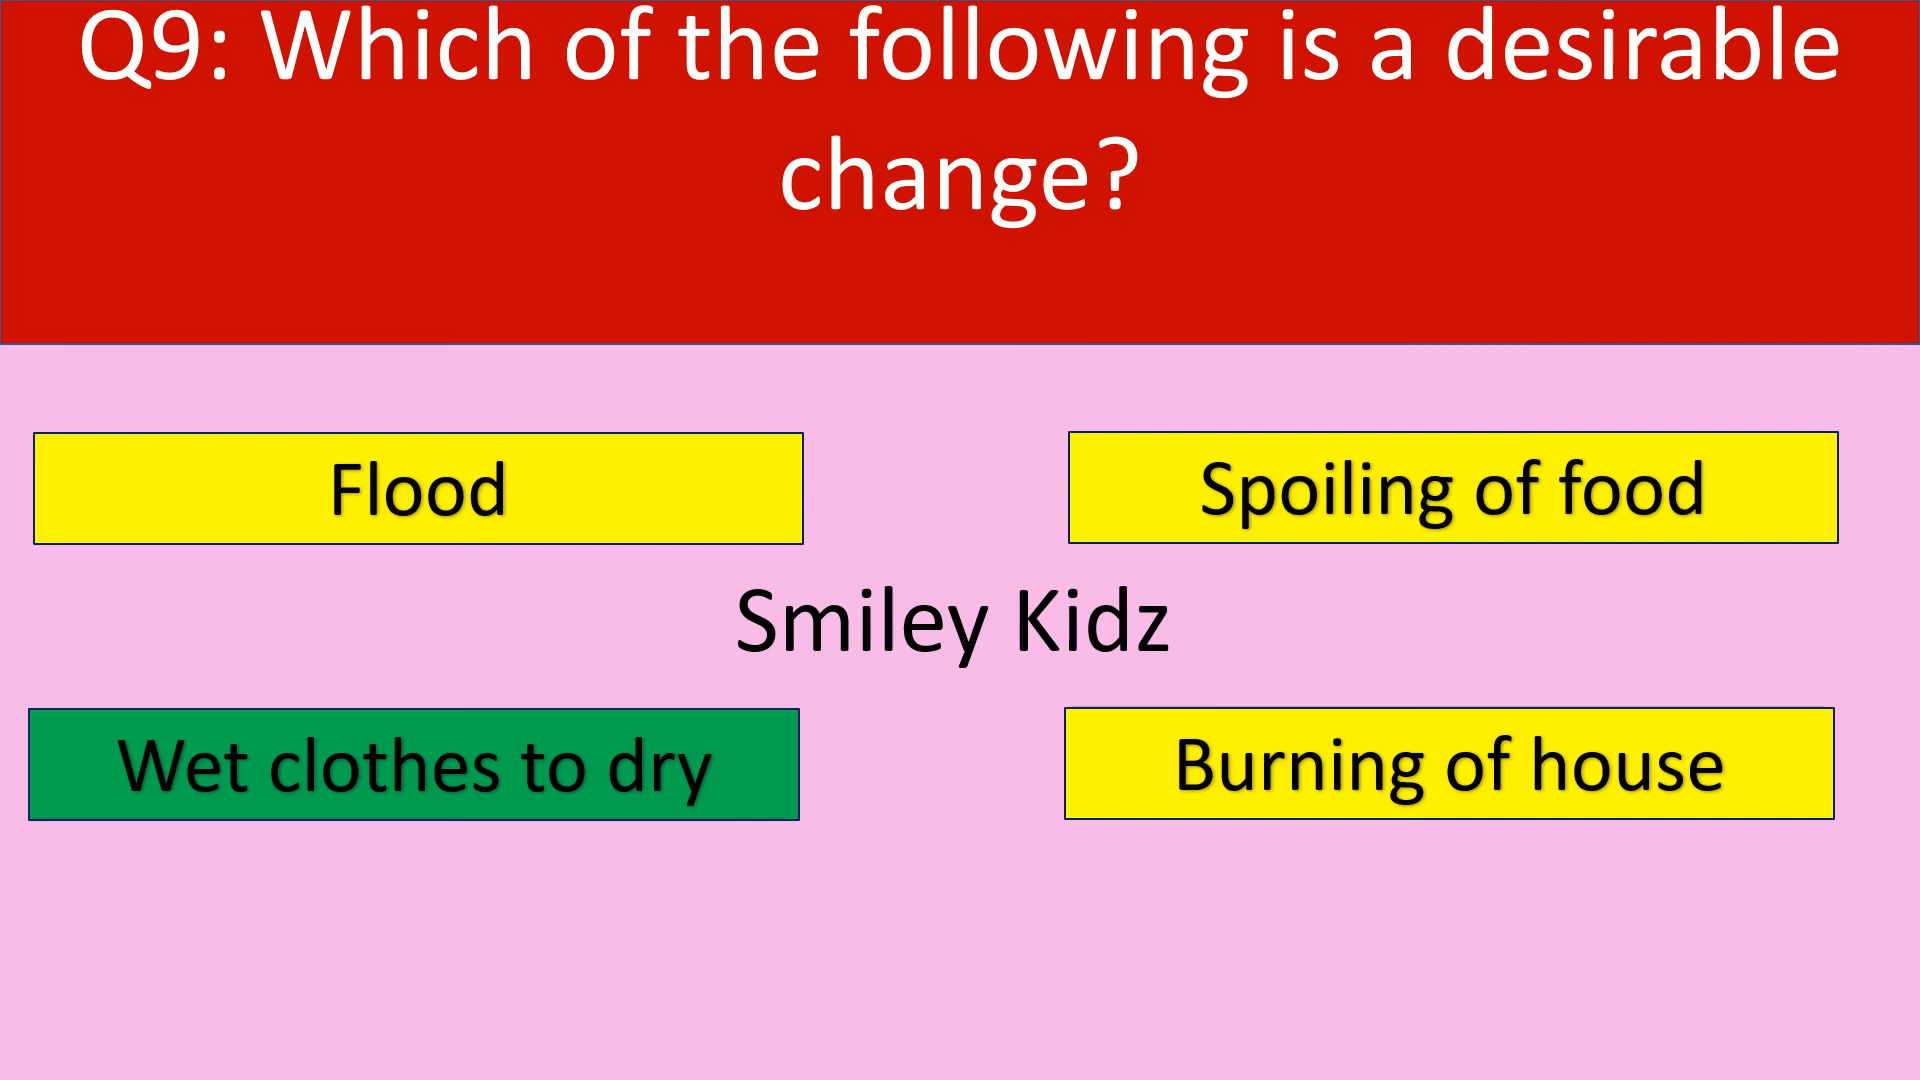 Q9: Which of the following is a desirable
change?
Flood
Spoiling of food
Smiley Kidz
Wet clothes to dry
Burning of house